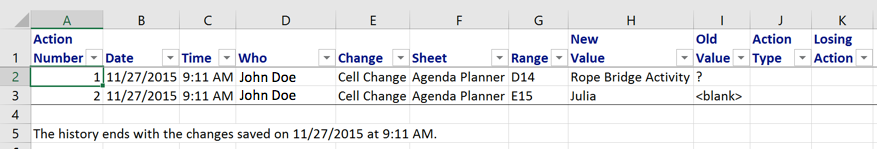 A B C D E F G H I J K
Action New Old Action Losing
1 Number Date Time Who Change Sheet Range Value Value Type Action
2 1 11/27/2015 9:11 AM John Doe Cell Change Agenda Planner D14 Rope Bridge Activity ?
3 2 11/27/2015 9:11 AM John Doe Cell Change Agenda Planner E15 Julia <blank>
4
5 The history ends with the changes saved on 11/27/2015 at 9:11 AM.